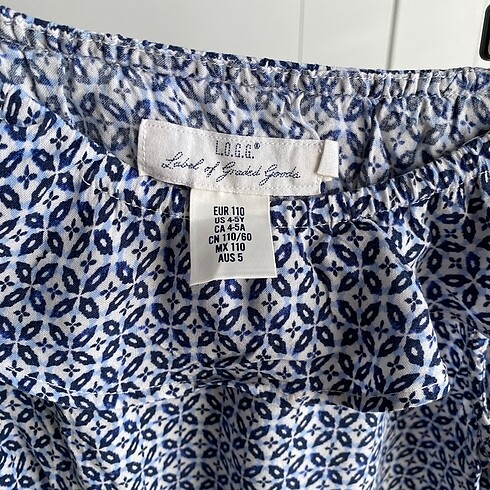 L.O.G.G.®
Label of Graded Goods
EUR 110
US 4-5Y
CA 4-5A
CN 110/60
MX 110
AUS 5